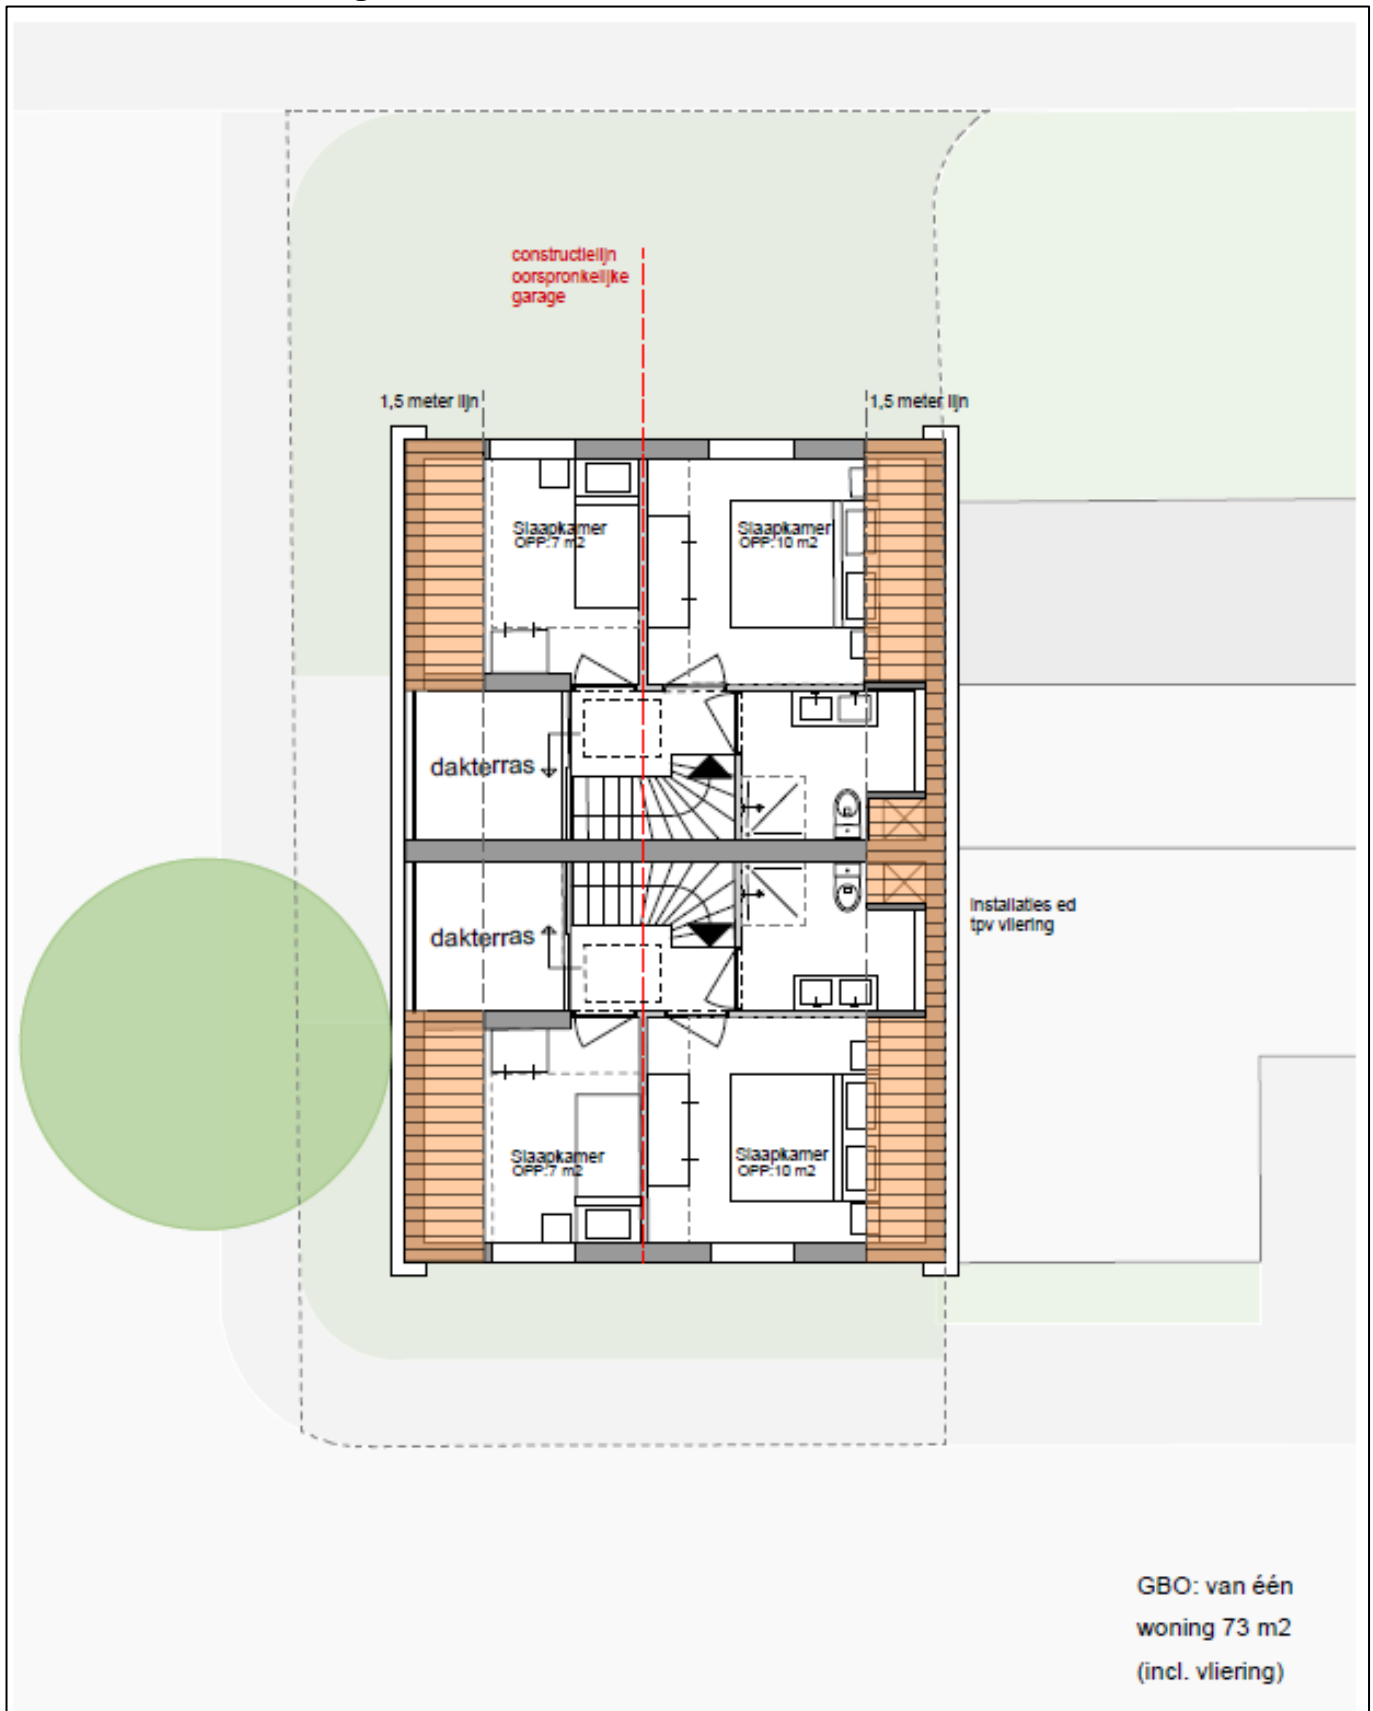 constructielijn
oorspronkelijke
garage
1,5 meter lijn
1,5 meter lijn
Slaapkamer
OPP:7 m2
Slaapkamer
OPP:10 m2
dakterras
dakterras
Installaties ed
tpv vliering
Slaapkamer
OPP:7 m2
Slaapkamer
OPP:10 m2
GBO: van één
woning 73 m2
(incl. vliering)